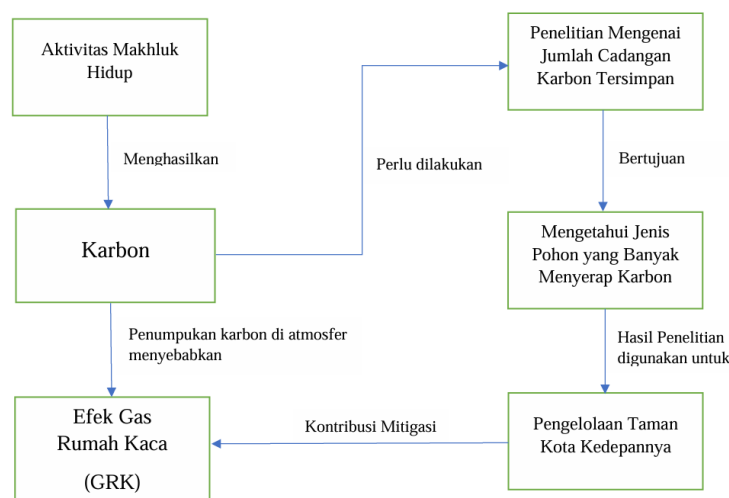 Aktivitas Makhluk
Hidup
Menghasilkan
Karbon
Penumpukan karbon di atmosfer
menyebabkan
Efek Gas
Rumah Kaca
(GRK)
Perlu dilakukan
Penelitian Mengenai
Jumlah Cadangan
Karbon Tersimpan
Bertujuan
Mengetahui Jenis
Pohon yang Banyak
Menyerap Karbon
Hasil Penelitian
digunakan untuk
Pengelolaan Taman
Kota Kedepannya
Kontribusi Mitigasi